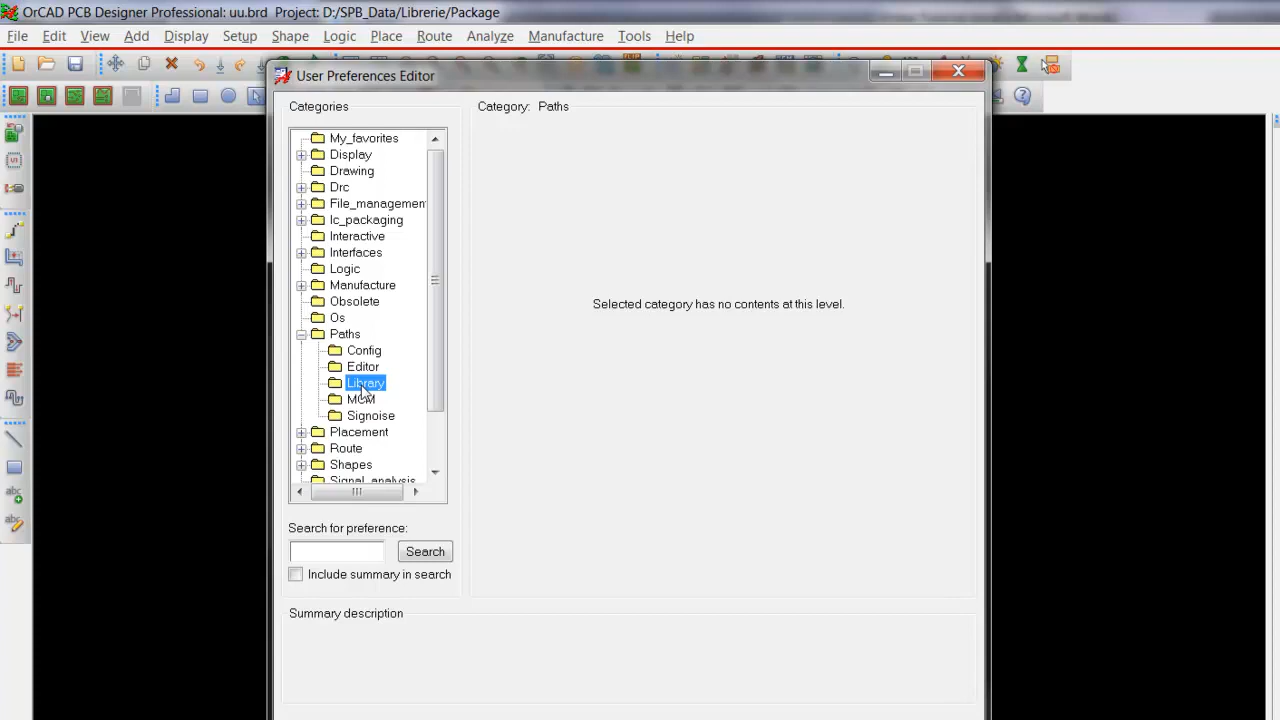 OrCAD PCB Designer Professional: uu.brd  Project: D:/SPB_Data/Librerie/Package
File Edit View Add Display Setup Shape Logic Place Route Analyze Manufacture Tools Help
User Preferences Editor
Categories
Category: Paths
My_favorites
Display
Drawing
Drc
File_management
Ic_packaging
Interactive
Interfaces
Logic
Manufacture
Obsolete
Os
Paths
Config
Editor
Library
MCM
Signoise
Placement
Route
Shapes
Signal_analysis
Selected category has no contents at this level.
Search for preference:
Search
Include summary in search
Summary description